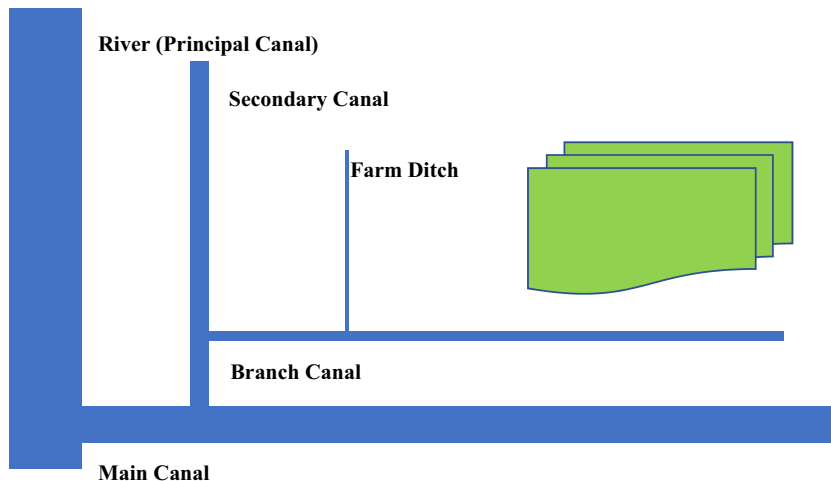 River (Principal Canal)
Secondary Canal
Farm Ditch
Branch Canal
Main Canal